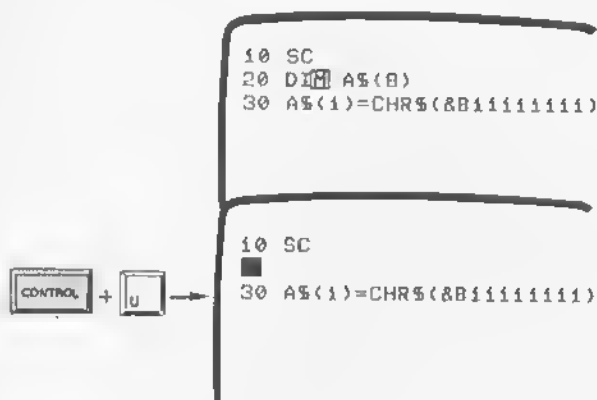 10 SC
20 DIM A$(8)
30 A$(1)=CHR$(&B11111111)
10 SC
CONTROL + U
30 A$(1)=CHR$(&B11111111)